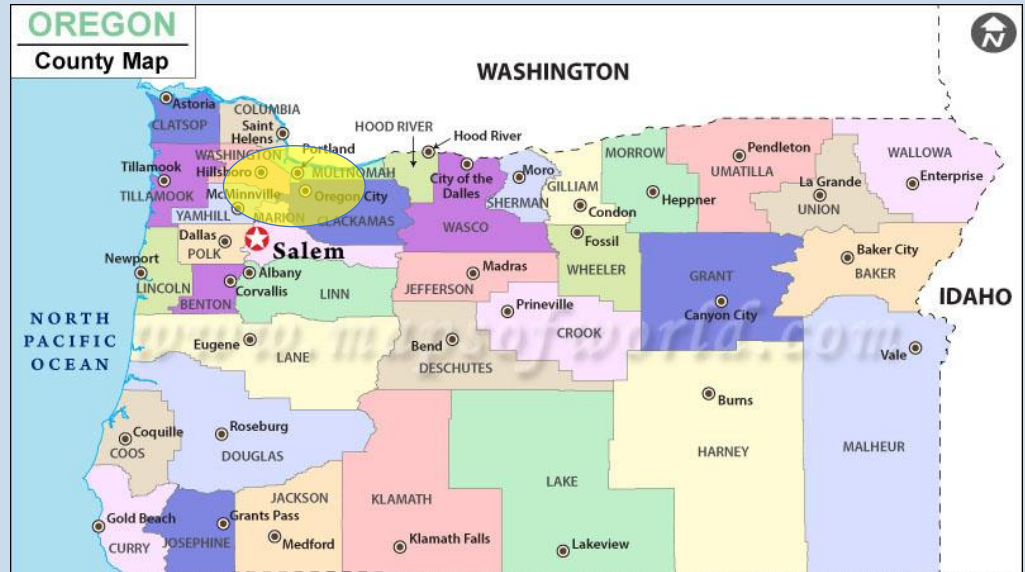 OREGON
County Map
N
WASHINGTON
Astoria
CLATSOP
COLUMBIA
Saint
Helens
HOOD RIVER
Hood River
Portland
WASHINGTON
Hillsboro
MULTNOMAH
Tillamook
TILLAMOOK
McMinnville
Oregon City
YAMHILL
MARION
CLACKAMAS
City of the
Dalles
WASCO
Moro
SHERMAN
GILLIAM
Condon
MORROW
Heppner
Pendleton
UMATILLA
La Grande
UNION
WALLOWA
Enterprise
Dallas
POLK
Salem
Newport
LINCOLN
Albany
Corvallis
BENTON
LINN
Madras
JEFFERSON
Fossil
WHEELER
GRANT
Canyon City
Baker City
BAKER
IDAHO
NORTH
PACIFIC
OCEAN
www.mapsofworld.com
Eugene
LANE
Prineville
CROOK
Bend
DESCHUTES
Vale
Burns
HARNEY
MALHEUR
Coquille
COOS
Roseburg
DOUGLAS
Gold Beach
CURRY
Grants Pass
JOSEPHINE
JACKSON
Medford
KLAMATH
Klamath Falls
LAKE
Lakeview